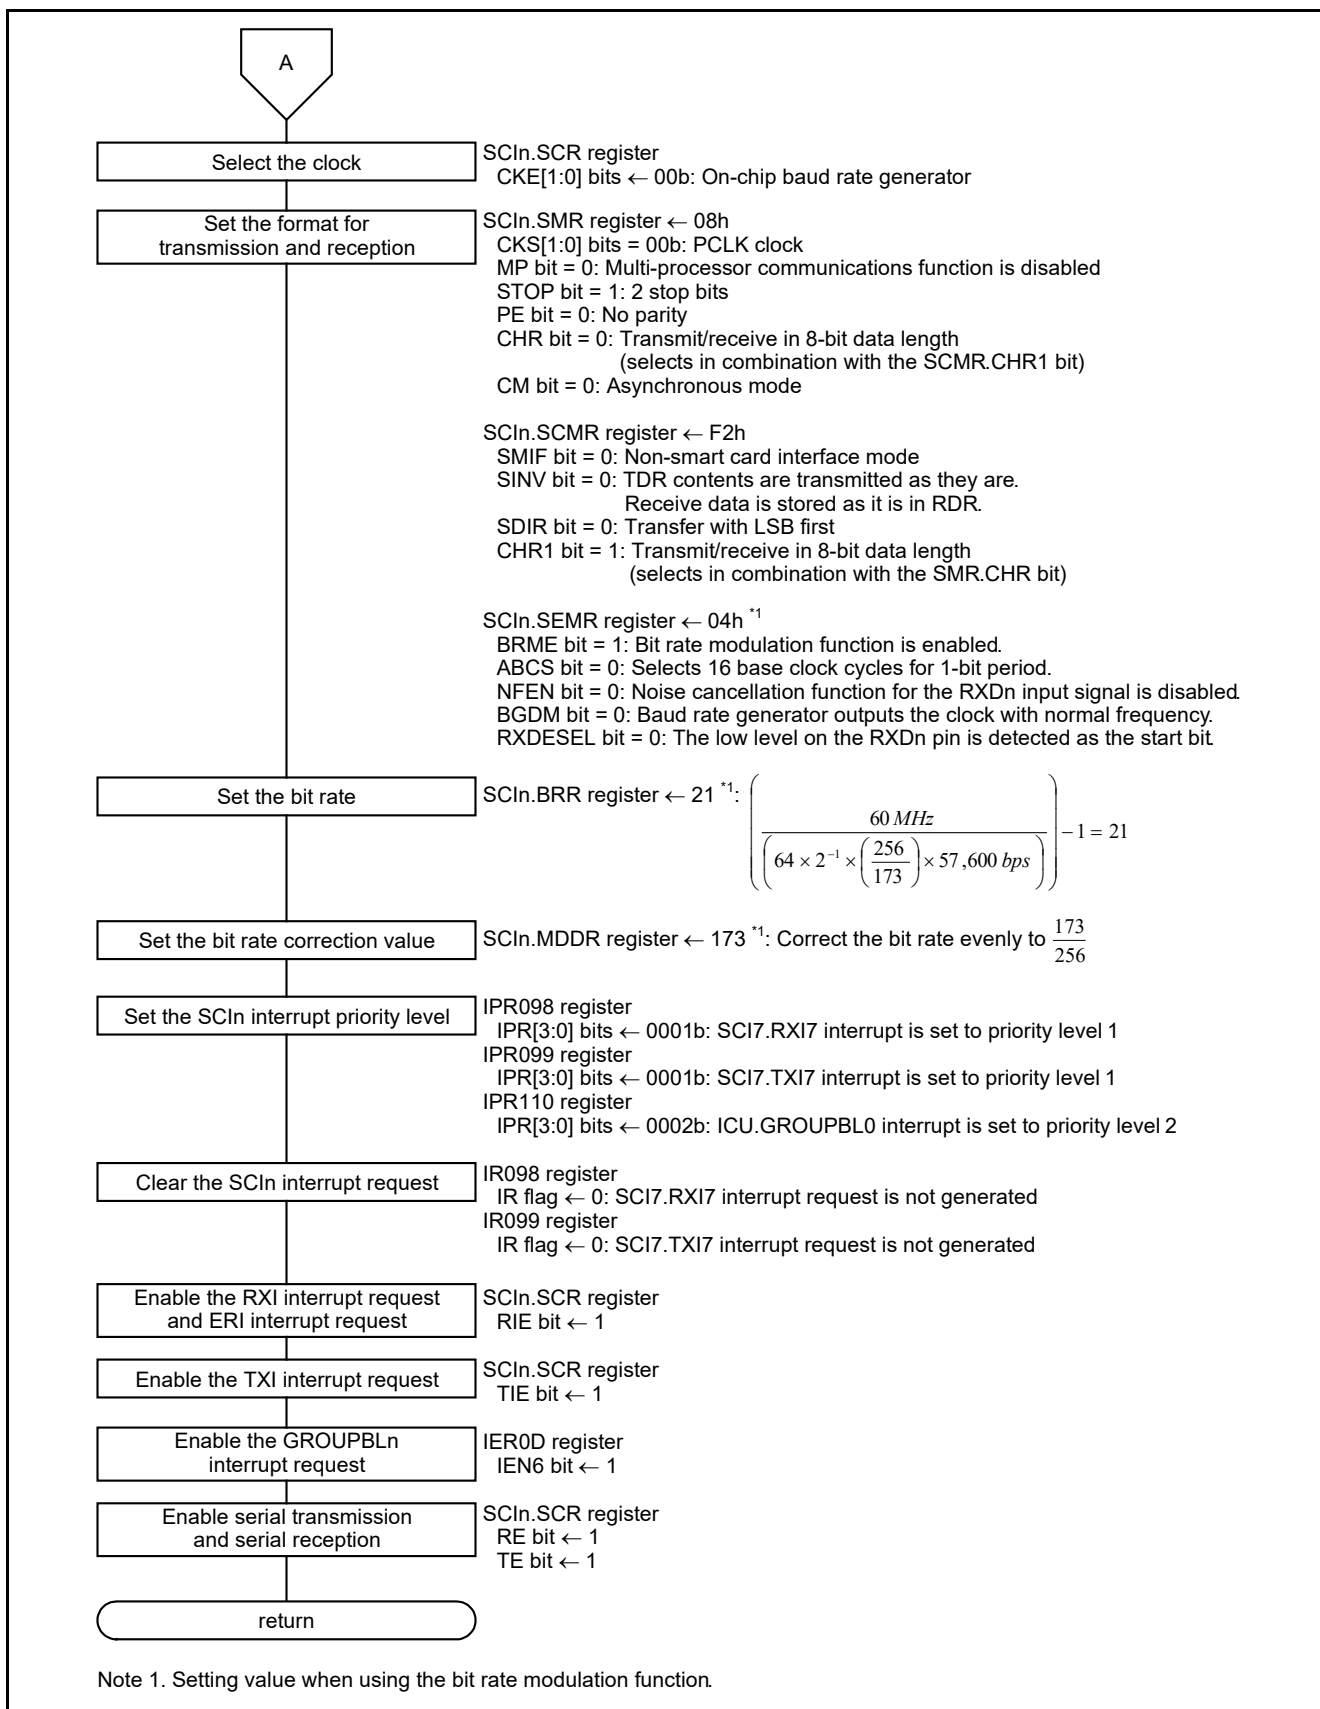 A
Select the clock
SCIn.SCR register
CKE[1:0] bits ← 00b: On-chip baud rate generator
Set the format for
transmission and reception
SCIn.SMR register ← 08h
CKS[1:0] bits = 00b: PCLK clock
MP bit = 0: Multi-processor communications function is disabled
STOP bit = 1: 2 stop bits
PE bit = 0: No parity
CHR bit = 0: Transmit/receive in 8-bit data length
(selects in combination with the SCMR.CHR1 bit)
CM bit = 0: Asynchronous mode
SCIn.SCMR register ← F2h
SMIF bit = 0: Non-smart card interface mode
SINV bit = 0: TDR contents are transmitted as they are.
Receive data is stored as it is in RDR.
SDIR bit = 0: Transfer with LSB first
CHR1 bit = 1: Transmit/receive in 8-bit data length
(selects in combination with the SMR.CHR bit)
SCIn.SEMR register ← 04h *1
BRME bit = 1: Bit rate modulation function is enabled.
ABCS bit = 0: Selects 16 base clock cycles for 1-bit period.
NFEN bit = 0: Noise cancellation function for the RXDn input signal is disabled.
BGDM bit = 0: Baud rate generator outputs the clock with normal frequency.
RXDESEL bit = 0: The low level on the RXDn pin is detected as the start bit.
Set the bit rate
SCIn.BRR register ← 21 *1: (60 MHz / (64 × 2⁻¹ × (256/173) × 57,600 bps)) − 1 = 21
Set the bit rate correction value
SCIn.MDDR register ← 173 *1: Correct the bit rate evenly to 173/256
Set the SCIn interrupt priority level
IPR098 register
IPR[3:0] bits ← 0001b: SCI7.RXI7 interrupt is set to priority level 1
IPR099 register
IPR[3:0] bits ← 0001b: SCI7.TXI7 interrupt is set to priority level 1
IPR110 register
IPR[3:0] bits ← 0002b: ICU.GROUPBL0 interrupt is set to priority level 2
Clear the SCIn interrupt request
IR098 register
IR flag ← 0: SCI7.RXI7 interrupt request is not generated
IR099 register
IR flag ← 0: SCI7.TXI7 interrupt request is not generated
Enable the RXI interrupt request
and ERI interrupt request
SCIn.SCR register
RIE bit ← 1
Enable the TXI interrupt request
SCIn.SCR register
TIE bit ← 1
Enable the GROUPBLn
interrupt request
IER0D register
IEN6 bit ← 1
Enable serial transmission
and serial reception
SCIn.SCR register
RE bit ← 1
TE bit ← 1
return
Note 1. Setting value when using the bit rate modulation function.